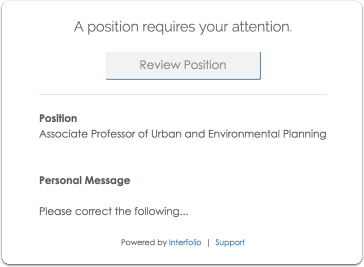 A position requires your attention.
Review Position
Position
Associate Professor of Urban and Environmental Planning
Personal Message
Please correct the following...
Powered by Interfolio | Support